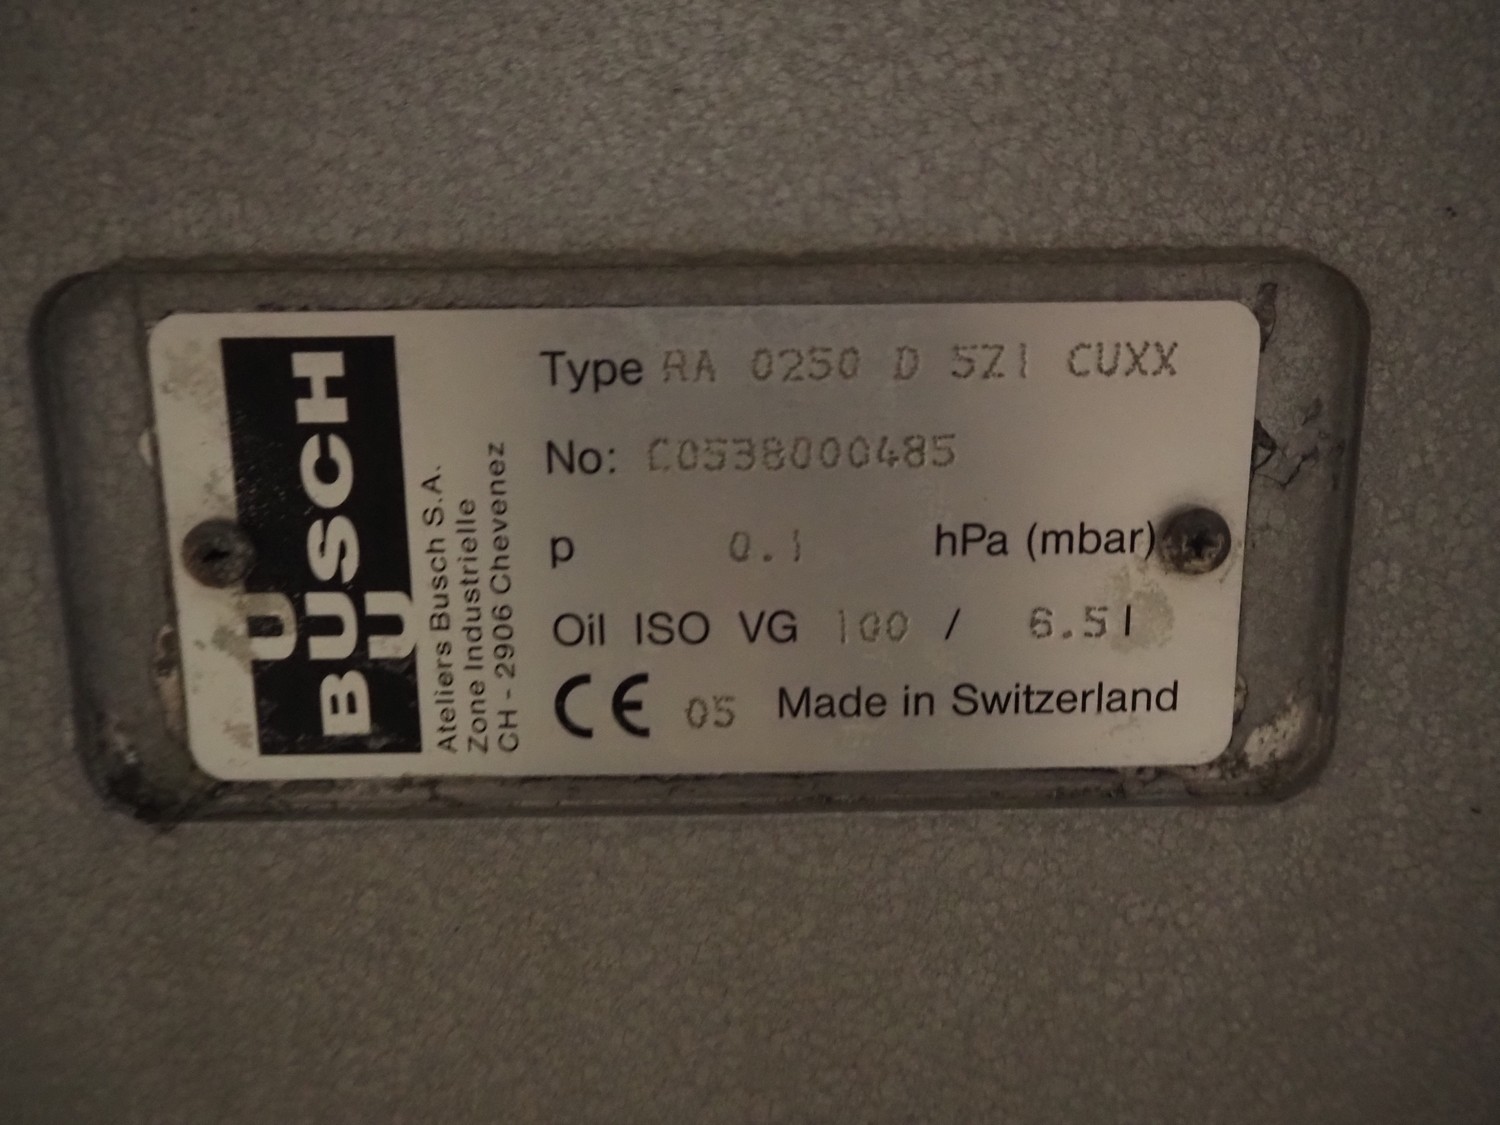 BUSCH
Ateliers Busch S.A.
Zone Industrielle
CH - 2906 Chevenez
Type RA 0250 D 5Z1 CUXX
No: C0538000485
p 0.1 hPa (mbar)
Oil ISO VG 100 / 6.5 l
CE 05 Made in Switzerland